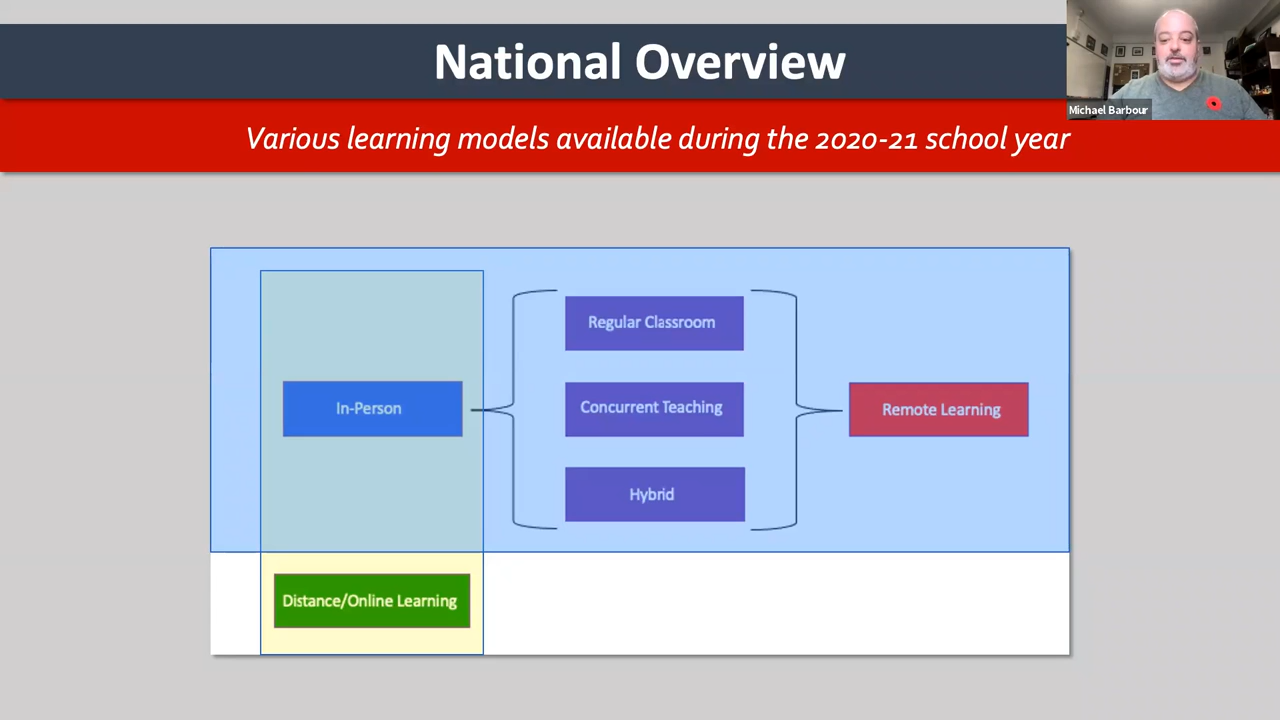 National Overview
Michael Barbour
Various learning models available during the 2020-21 school year
Regular Classroom
In-Person
Concurrent Teaching
Remote Learning
Hybrid
Distance/Online Learning